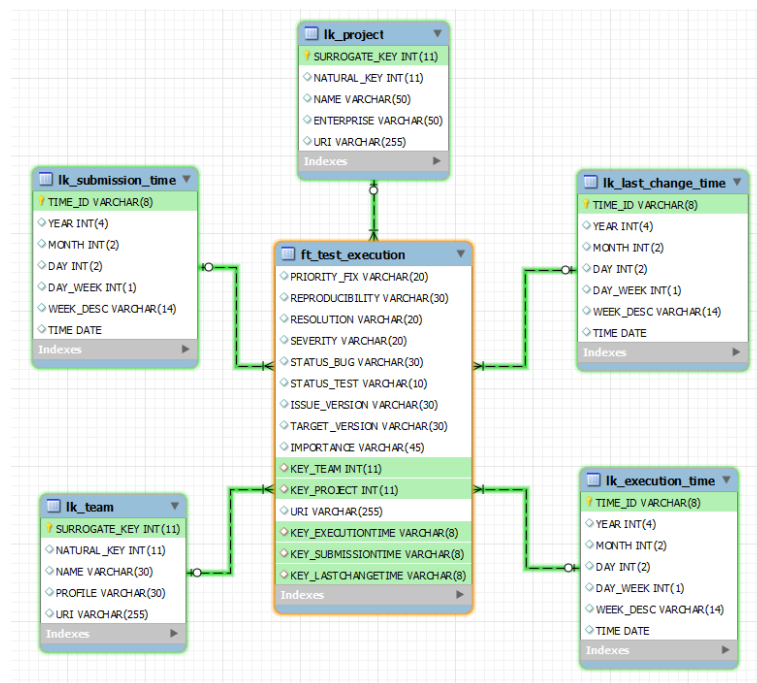 lk_project
SURROGATE_KEY INT(11)
NATURAL_KEY INT(11)
NAME VARCHAR(50)
ENTERPRISE VARCHAR(50)
URI VARCHAR(255)
Indexes
lk_submission_time
TIME_ID VARCHAR(8)
YEAR INT(4)
MONTH INT(2)
DAY INT(2)
DAY_WEEK INT(1)
WEEK_DESC VARCHAR(14)
TIME DATE
Indexes
lk_last_change_time
TIME_ID VARCHAR(8)
YEAR INT(4)
MONTH INT(2)
DAY INT(2)
DAY_WEEK INT(1)
WEEK_DESC VARCHAR(14)
TIME DATE
Indexes
ft_test_execution
PRIORITY_FIX VARCHAR(20)
REPRODUCIBILITY VARCHAR(30)
RESOLUTION VARCHAR(20)
SEVERITY VARCHAR(20)
STATUS_BUG VARCHAR(30)
STATUS_TEST VARCHAR(10)
ISSUE_VERSION VARCHAR(30)
TARGET_VERSION VARCHAR(30)
IMPORTANCE VARCHAR(45)
KEY_TEAM INT(11)
KEY_PROJECT INT(11)
URI VARCHAR(255)
KEY_EXECUTIONTIME VARCHAR(8)
KEY_SUBMISSIONTIME VARCHAR(8)
KEY_LASTCHANGETIME VARCHAR(8)
Indexes
lk_team
SURROGATE_KEY INT(11)
NATURAL_KEY INT(11)
NAME VARCHAR(30)
PROFILE VARCHAR(30)
URI VARCHAR(255)
Indexes
lk_execution_time
TIME_ID VARCHAR(8)
YEAR INT(4)
MONTH INT(2)
DAY INT(2)
DAY_WEEK INT(1)
WEEK_DESC VARCHAR(14)
TIME DATE
Indexes